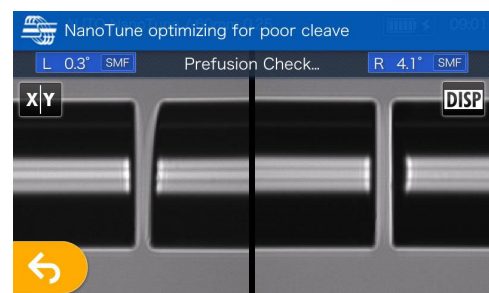 NanoTune optimizing for poor cleave
L 0.3° SMF Prefusion Check... R 4.1° SMF
X|Y DISP